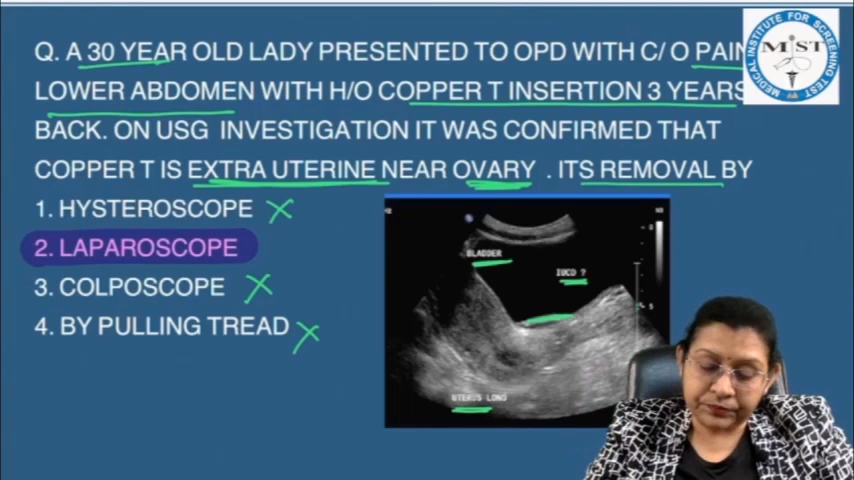 Q. A 30 YEAR OLD LADY PRESENTED TO OPD WITH C/ O PAIN
LOWER ABDOMEN WITH H/O COPPER T INSERTION 3 YEARS
BACK. ON USG INVESTIGATION IT WAS CONFIRMED THAT
COPPER T IS EXTRA UTERINE NEAR OVARY . ITS REMOVAL BY
1. HYSTEROSCOPE
2. LAPAROSCOPE
3. COLPOSCOPE
4. BY PULLING TREAD
BLADDER
IUCD ?
5
UTERUS LONG
MIST
MEDICAL INSTITUTE FOR SCREENING TEST